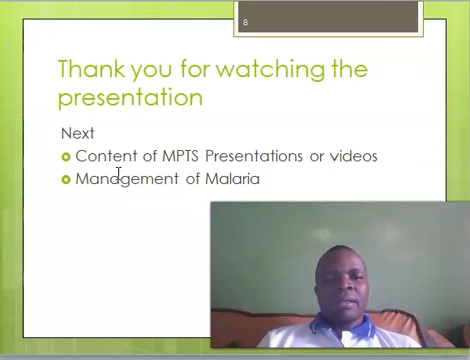 8
Thank you for watching the
presentation
Next
Content of MPTS Presentations or videos
Management of Malaria